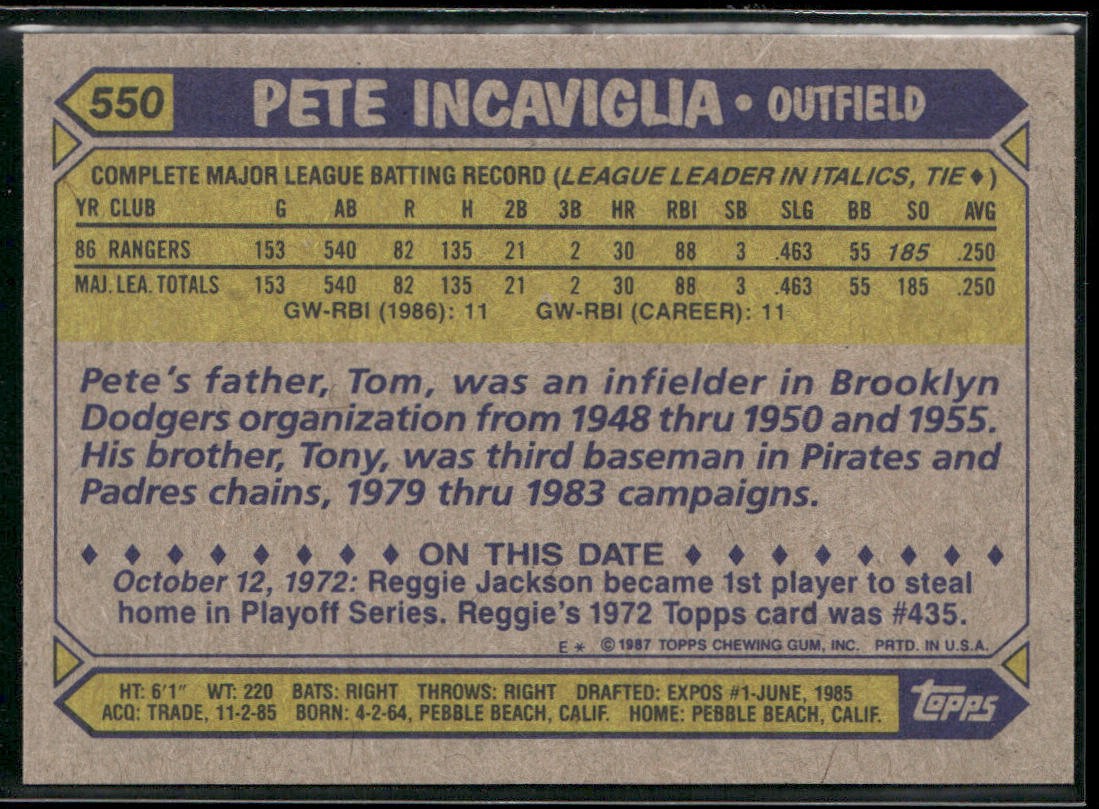 550 PETE INCAVIGLIA • OUTFIELD
COMPLETE MAJOR LEAGUE BATTING RECORD (LEAGUE LEADER IN ITALICS, TIE ♦)
YR CLUB G AB R H 2B 3B HR RBI SB SLG BB SO AVG
86 RANGERS 153 540 82 135 21 2 30 88 3 .463 55 185 .250
MAJ. LEA. TOTALS 153 540 82 135 21 2 30 88 3 .463 55 185 .250
GW-RBI (1986): 11 GW-RBI (CAREER): 11
Pete's father, Tom, was an infielder in Brooklyn
Dodgers organization from 1948 thru 1950 and 1955.
His brother, Tony, was third baseman in Pirates and
Padres chains, 1979 thru 1983 campaigns.
♦ ♦ ♦ ♦ ♦ ♦ ♦ ♦ ON THIS DATE ♦ ♦ ♦ ♦ ♦ ♦ ♦ ♦
October 12, 1972: Reggie Jackson became 1st player to steal
home in Playoff Series. Reggie's 1972 Topps card was #435.
E * © 1987 TOPPS CHEWING GUM, INC. PRTD. IN U.S.A.
HT: 6'1" WT: 220 BATS: RIGHT THROWS: RIGHT DRAFTED: EXPOS #1-JUNE, 1985
ACQ: TRADE, 11-2-85 BORN: 4-2-64, PEBBLE BEACH, CALIF. HOME: PEBBLE BEACH, CALIF.
topps